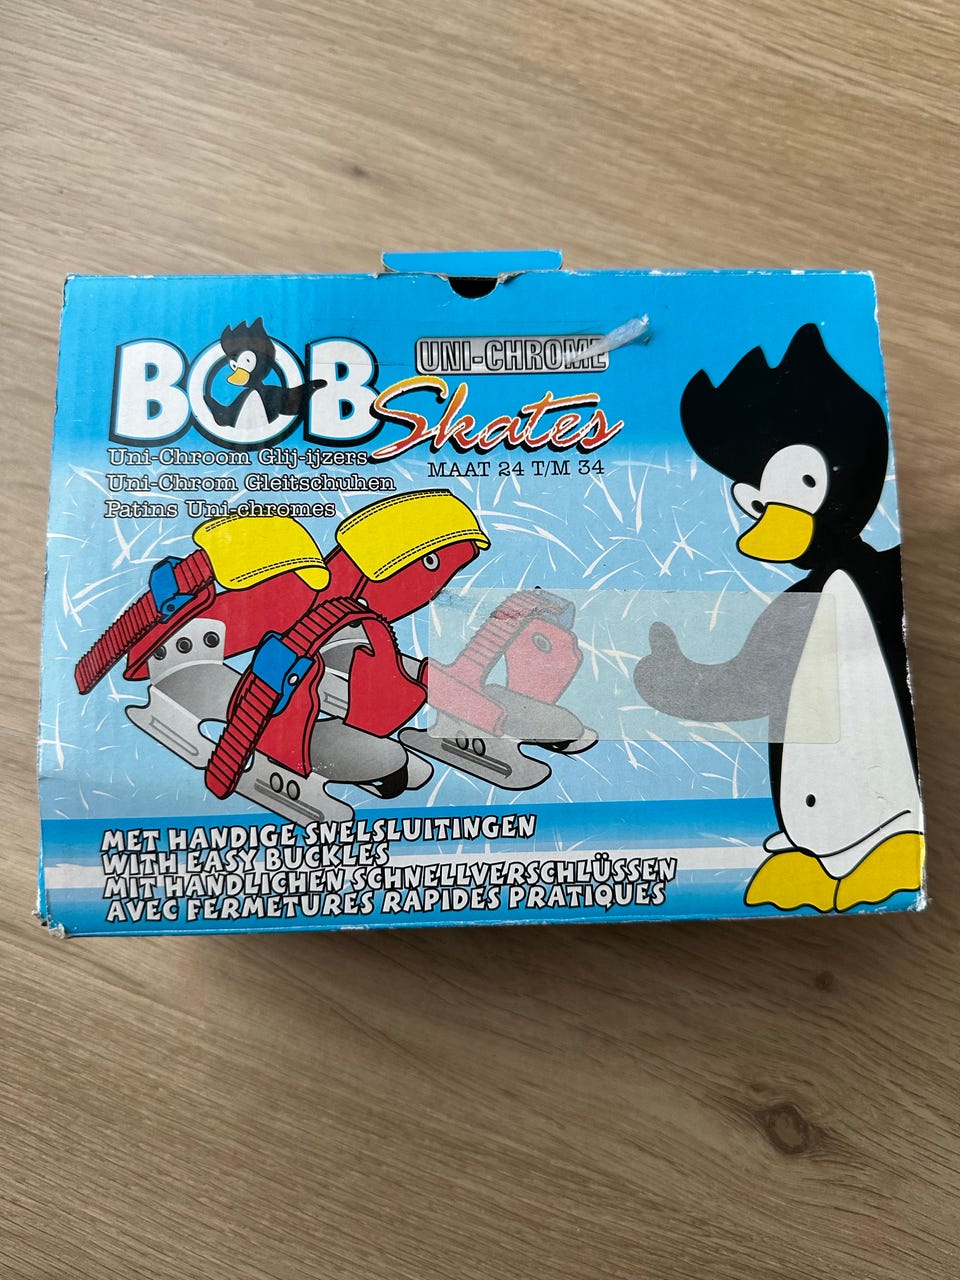 BOB
UNI-CHROME
Skates
MAAT 24 T/M 34
Uni-Chroom Glij-ijzers
Uni-Chrom Gleitschuhen
Patins Uni-chromes
MET HANDIGE SNELSLUITINGEN
WITH EASY BUCKLES
MIT HANDLICHEN SCHNELLVERSCHLÜSSEN
AVEC FERMETURES RAPIDES PRATIQUES